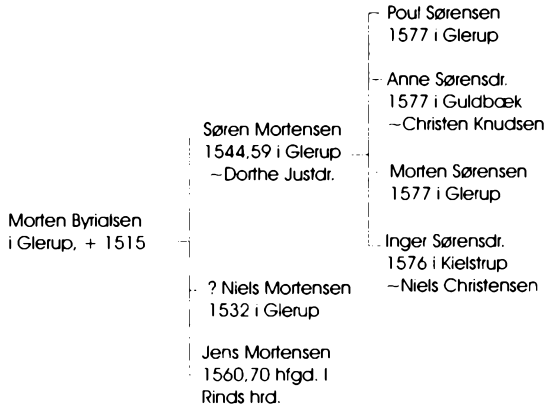 Morten Byrialsen
i Glerup, + 1515
Søren Mortensen
1544,59 i Glerup
~Dorthe Justdr.
? Niels Mortensen
1532 i Glerup
Jens Mortensen
1560,70 hfgd. I
Rinds hrd.
Poul Sørensen
1577 i Glerup
Anne Sørensdr.
1577 i Guldbæk
~Christen Knudsen
Morten Sørensen
1577 i Glerup
Inger Sørensdr.
1576 i Kielstrup
~Niels Christensen